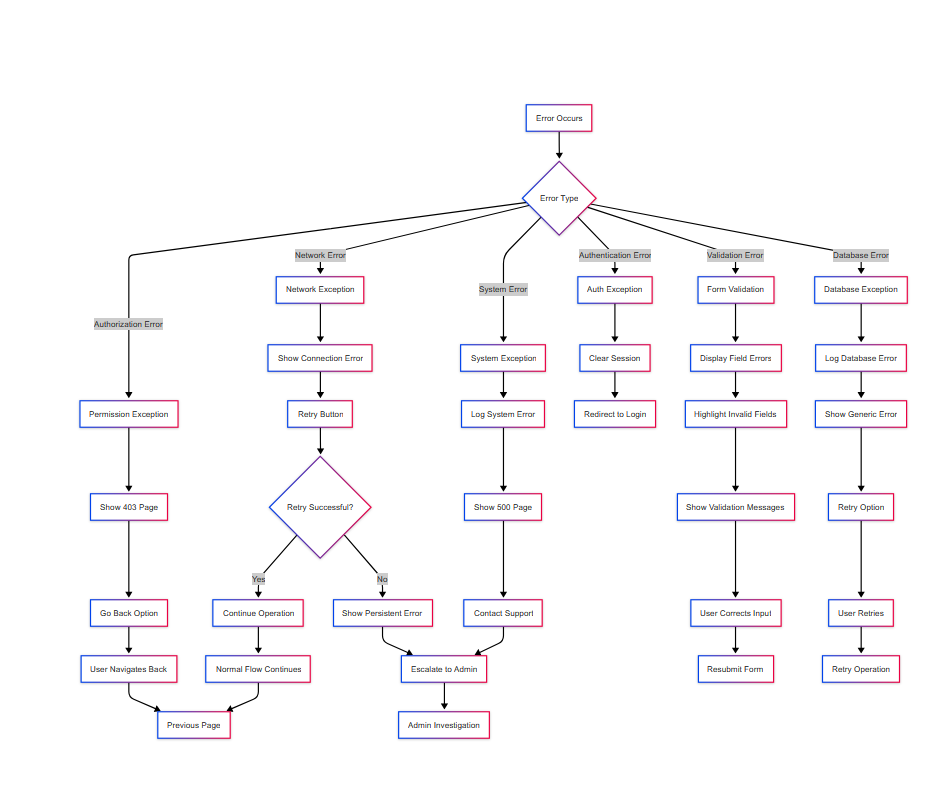 Error Occurs
Error Type
Network Error
Authentication Error
Validation Error
Database Error
Network Exception
System Error
Auth Exception
Form Validation
Database Exception
Authorization Error
Show Connection Error
System Exception
Clear Session
Display Field Errors
Log Database Error
Permission Exception
Retry Button
Log System Error
Redirect to Login
Highlight Invalid Fields
Show Generic Error
Show 403 Page
Retry Successful?
Show 500 Page
Show Validation Messages
Retry Option
Yes
No
Go Back Option
Continue Operation
Show Persistent Error
Contact Support
User Corrects Input
User Retries
User Navigates Back
Normal Flow Continues
Escalate to Admin
Resubmit Form
Retry Operation
Previous Page
Admin Investigation